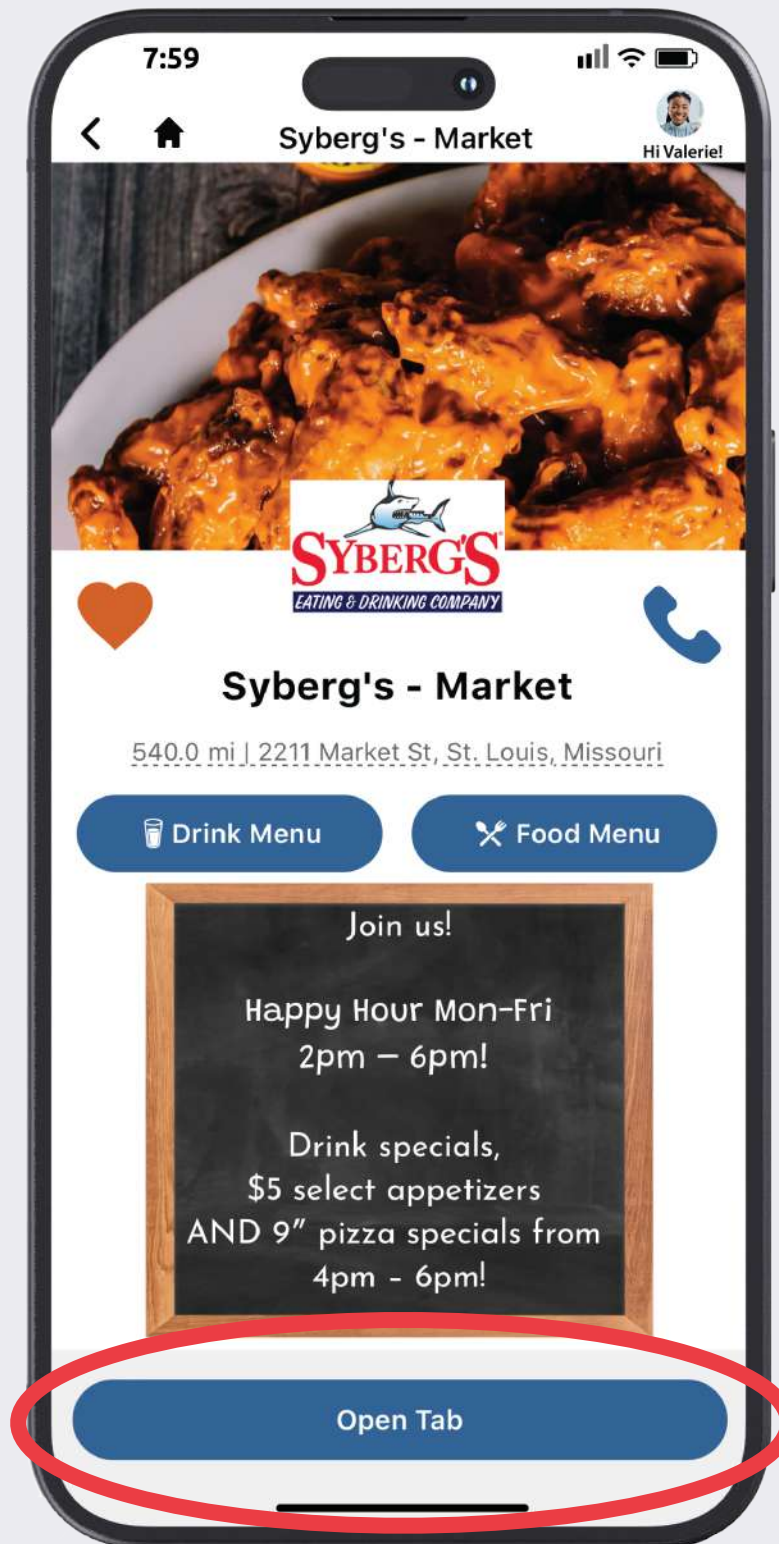 7:59
Syberg's - Market
Hi Valerie!
SYBERG'S
EATING & DRINKING COMPANY
Syberg's - Market
540.0 mi | 2211 Market St, St. Louis, Missouri
Drink Menu
Food Menu
Join us!
Happy Hour Mon-Fri
2pm – 6pm!
Drink specials,
$5 select appetizers
AND 9” pizza specials from
4pm - 6pm!
Open Tab